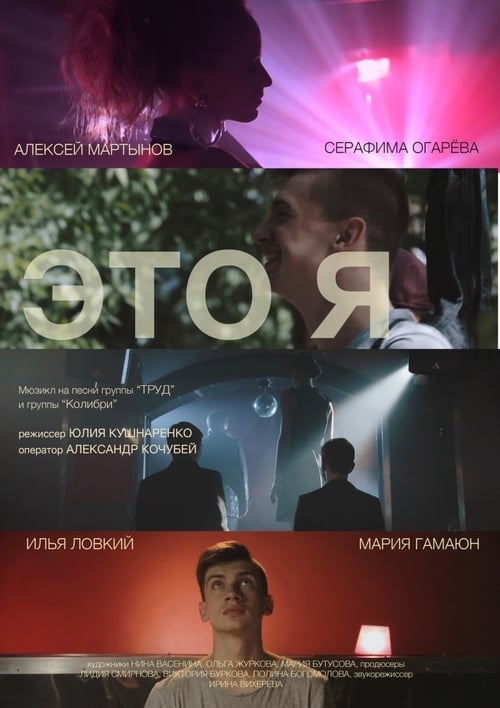 АЛЕКСЕЙ МАРТЫНОВ
СЕРАФИМА ОГАРЁВА
ЭТО Я
Мюзикл на песни группы “ТРУД”
и группы “Колибри”
режиссер ЮЛИЯ КУШНАРЕНКО
оператор АЛЕКСАНДР КОЧУБЕЙ
ИЛЬЯ ЛОВКИЙ
МАРИЯ ГАМАЮН
художники НИНА ВАСЕНИНА, ОЛЬГА ЖУРКОВА, МАРИЯ БУТУСОВА, продюсеры
ЛИДИЯ СМИРНОВА, ВИКТОРИЯ БУРКОВА, ПОЛИНА БОГОМОЛОВА, звукорежиссер
ИРИНА ВИХЕРЕВА